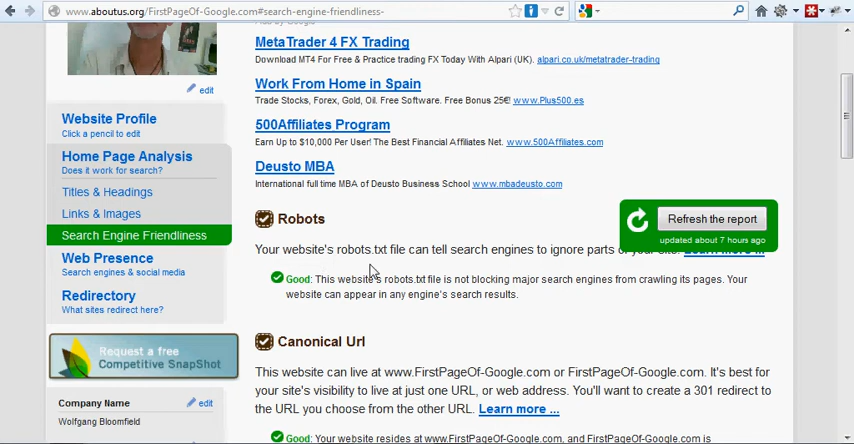 www.aboutus.org/FirstPageOf-Google.com#search-engine-friendliness-
edit
MetaTrader 4 FX Trading
Download MT4 For Free & Practice trading FX Today With Alpari (UK). alpari.co.uk/metatrader-trading
Work From Home in Spain
Trade Stocks, Forex, Gold, Oil. Free Software. Free Bonus 25€! www.Plus500.es
500Affiliates Program
Earn Up to $10,000 Per User! The Best Financial Affiliates Net. www.500Affiliates.com
Deusto MBA
International full time MBA of Deusto Business School www.mbadeusto.com
Website Profile
Click a pencil to edit
Home Page Analysis
Does it work for search?
Titles & Headings
Links & Images
Search Engine Friendliness
Web Presence
Search engines & social media
Redirectory
What sites redirect here?
Request a free
Competitive SnapShot
Company Name
edit
Wolfgang Bloomfield
Robots
Refresh the report
updated about 7 hours ago
Your website's robots.txt file can tell search engines to ignore parts of your site. Learn more ...
Good: This website's robots.txt file is not blocking major search engines from crawling its pages. Your
website can appear in any engine's search results.
Canonical Url
This website can live at www.FirstPageOf-Google.com or FirstPageOf-Google.com. It's best for
your site's visibility to live at just one URL, or web address. You'll want to create a 301 redirect to
the URL you choose from the other URL. Learn more ...
Good: Your website resides at www.FirstPageOf-Google.com, and FirstPageOf-Google.com is